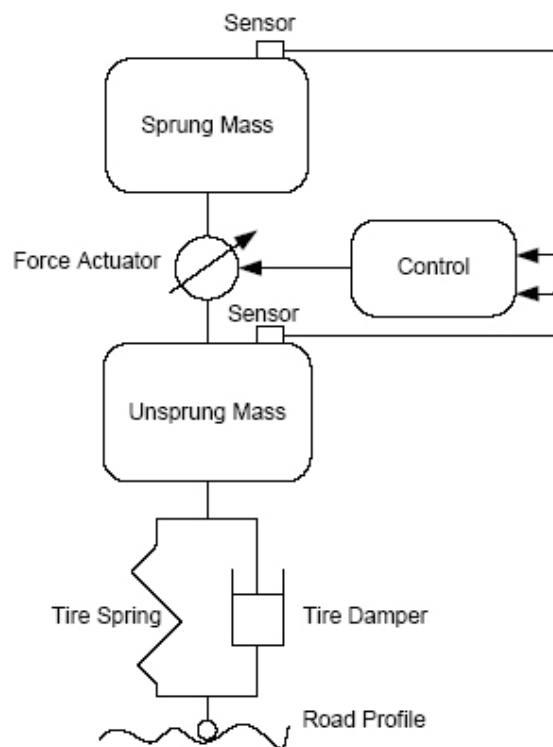 Sensor
Sprung Mass
Force Actuator
Control
Sensor
Unsprung Mass
Tire Spring
Tire Damper
Road Profile